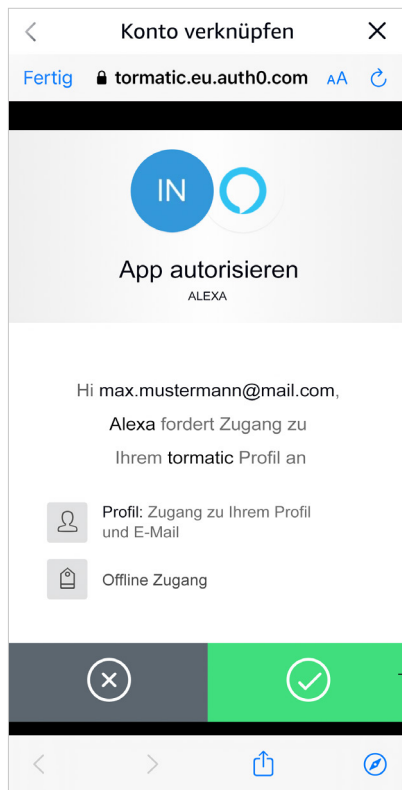 Konto verknüpfen
Fertig tormatic.eu.auth0.com AA
IN
App autorisieren
ALEXA
Hi max.mustermann@mail.com,
Alexa fordert Zugang zu
Ihrem tormatic Profil an
Profil: Zugang zu Ihrem Profil
und E-Mail
Offline Zugang